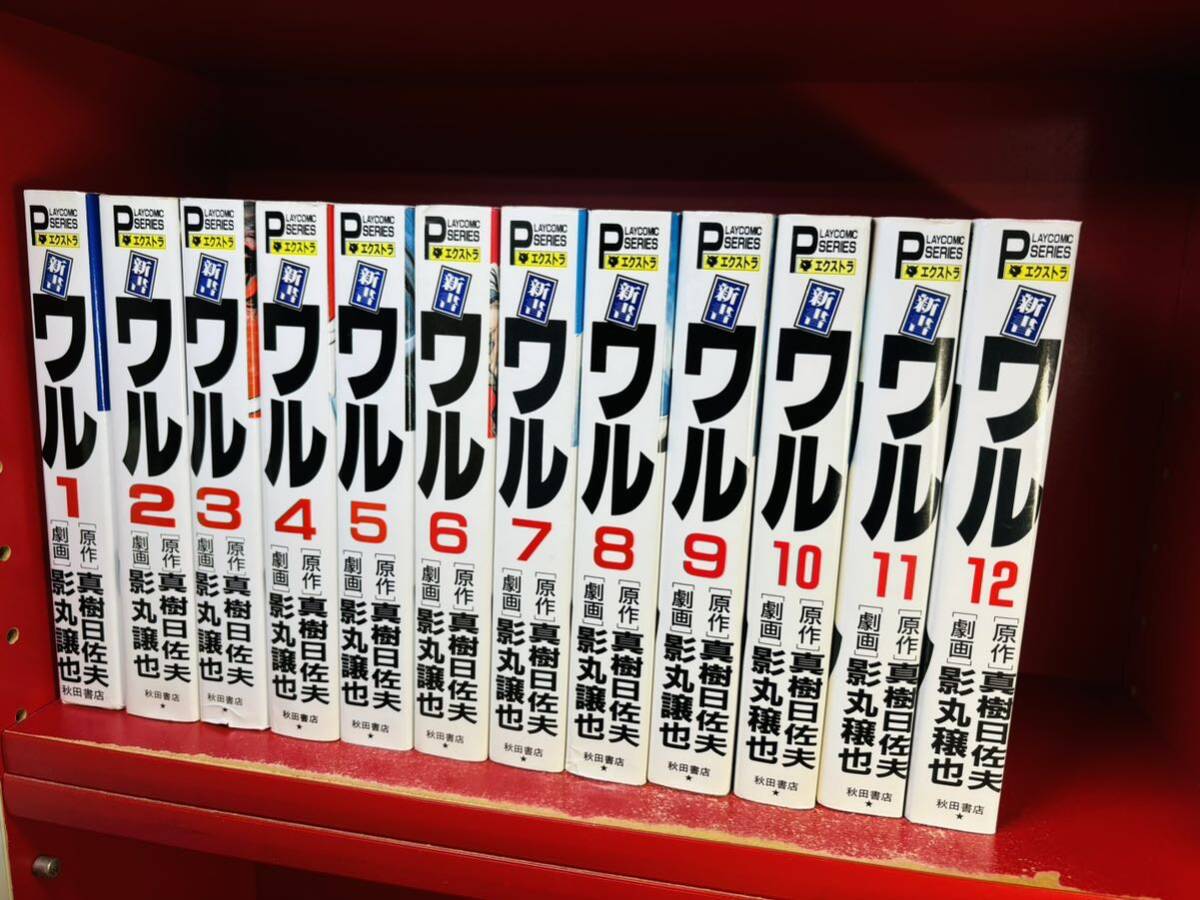 PLAYCOMIC
SERIES
エクストラ
新書
ワル
1
[原作]真樹日佐夫
[劇画]影丸譲也
秋田書店
PLAYCOMIC
SERIES
エクストラ
新書
ワル
2
[原作]真樹日佐夫
[劇画]影丸譲也
秋田書店
★
PLAYCOMIC
SERIES
エクストラ
新書
ワル
3
[原作]真樹日佐夫
[劇画]影丸譲也
秋田書店
★
PLAYCOMIC
SERIES
エクストラ
新書
ワル
4
[原作]真樹日佐夫
[劇画]影丸譲也
秋田書店
★
PLAYCOMIC
SERIES
エクストラ
新書
ワル
5
[原作]真樹日佐夫
[劇画]影丸譲也
秋田書店
★
PLAYCOMIC
SERIES
エクストラ
新書
ワル
6
[原作]真樹日佐夫
[劇画]影丸譲也
秋田書店
★
PLAYCOMIC
SERIES
エクストラ
新書
ワル
7
[原作]真樹日佐夫
[劇画]影丸譲也
秋田書店
★
PLAYCOMIC
SERIES
エクストラ
新書
ワル
8
[原作]真樹日佐夫
[劇画]影丸譲也
秋田書店
★
PLAYCOMIC
SERIES
エクストラ
新書
ワル
9
[原作]真樹日佐夫
[劇画]影丸譲也
秋田書店
★
PLAYCOMIC
SERIES
エクストラ
新書
ワル
10
[原作]真樹日佐夫
[劇画]影丸穣也
秋田書店
★
PLAYCOMIC
SERIES
エクストラ
新書
ワル
11
[原作]真樹日佐夫
[劇画]影丸穣也
秋田書店
★
PLAYCOMIC
SERIES
エクストラ
新書
ワル
12
[原作]真樹日佐夫
[劇画]影丸穣也
秋田書店
★